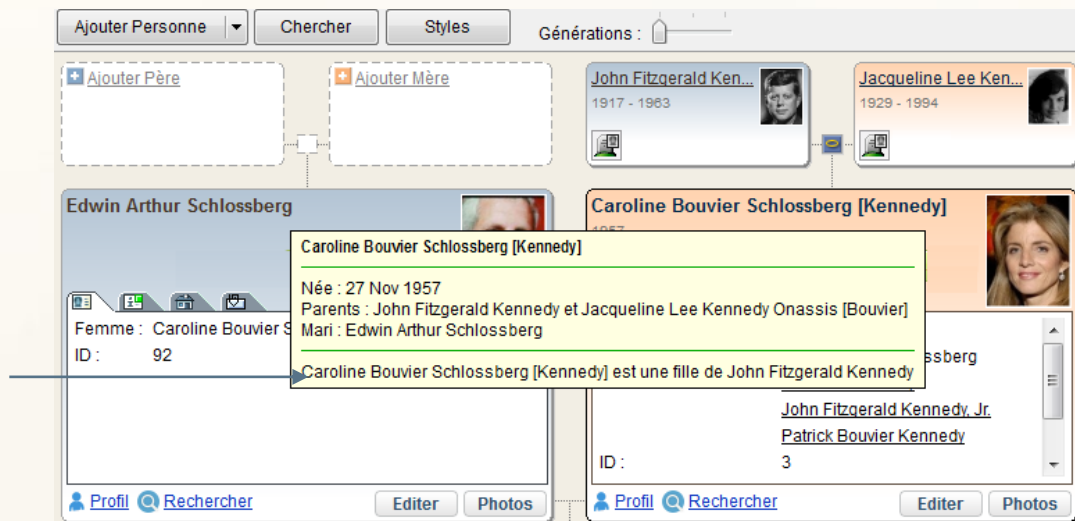 Ajouter Personne Chercher Styles Générations :
Ajouter Père
Ajouter Mère
John Fitzgerald Ken...
1917 - 1963
Jacqueline Lee Ken...
1929 - 1994
Edwin Arthur Schlossberg
Femme : Caroline Bouvier S
ID : 92
Profil Rechercher Editer Photos
Caroline Bouvier Schlossberg [Kennedy]
1957
Caroline Bouvier Schlossberg [Kennedy]
Née : 27 Nov 1957
Parents : John Fitzgerald Kennedy et Jacqueline Lee Kennedy Onassis [Bouvier]
Mari : Edwin Arthur Schlossberg
Caroline Bouvier Schlossberg [Kennedy] est une fille de John Fitzgerald Kennedy
ssberg
John Fitzgerald Kennedy, Jr.
Patrick Bouvier Kennedy
ID : 3
Profil Rechercher Editer Photos